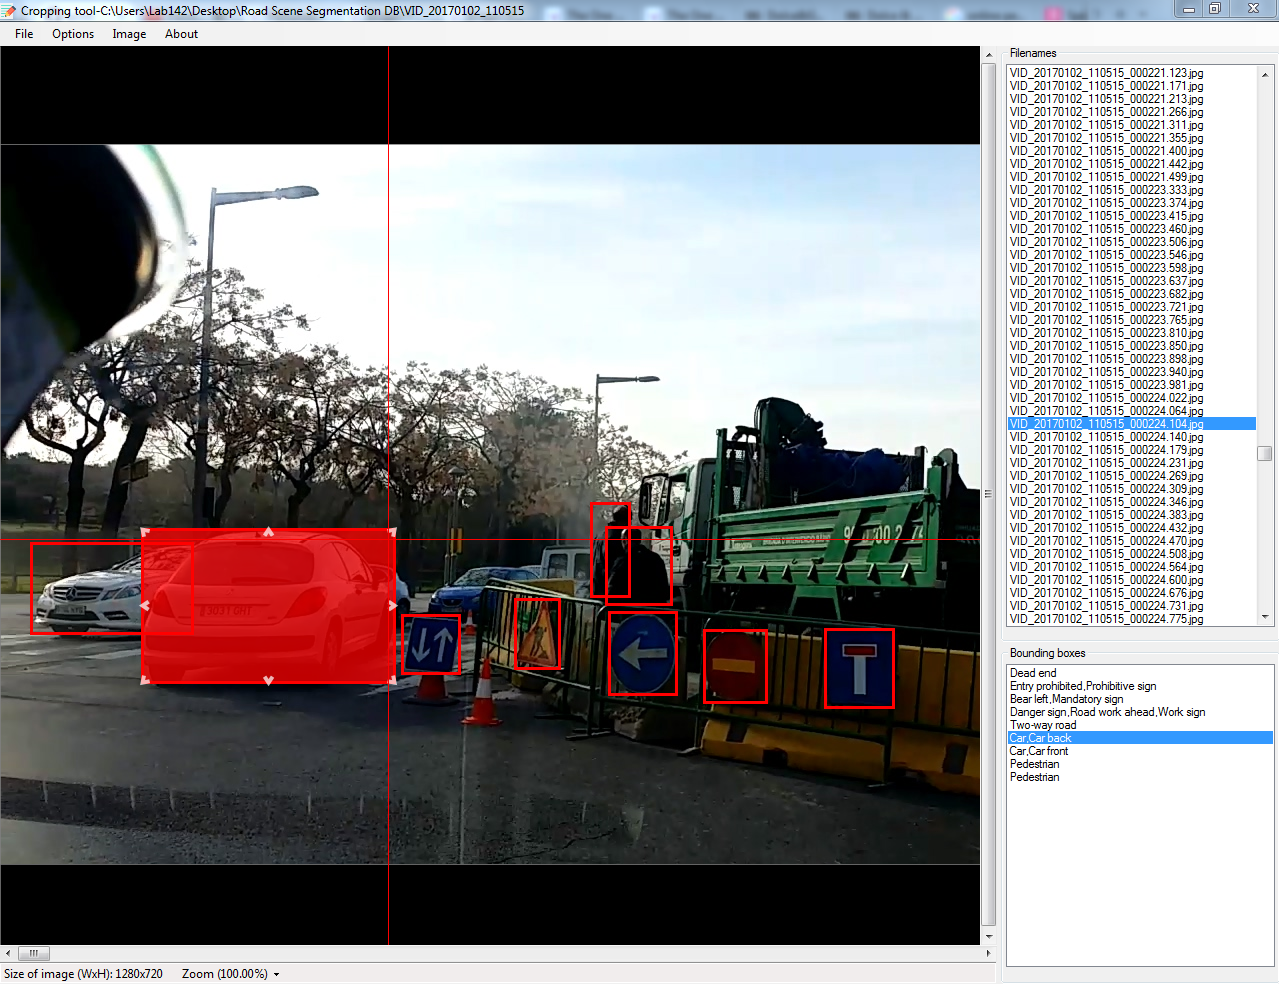 Cropping tool-C:\Users\Lab142\Desktop\Road Scene Segmentation DB\VID_20170102_110515
File Options Image About
Filenames
VID_20170102_110515_000221.123.jpg
VID_20170102_110515_000221.171.jpg
VID_20170102_110515_000221.213.jpg
VID_20170102_110515_000221.266.jpg
VID_20170102_110515_000221.311.jpg
VID_20170102_110515_000221.355.jpg
VID_20170102_110515_000221.400.jpg
VID_20170102_110515_000221.442.jpg
VID_20170102_110515_000221.499.jpg
VID_20170102_110515_000223.333.jpg
VID_20170102_110515_000223.374.jpg
VID_20170102_110515_000223.415.jpg
VID_20170102_110515_000223.460.jpg
VID_20170102_110515_000223.506.jpg
VID_20170102_110515_000223.546.jpg
VID_20170102_110515_000223.598.jpg
VID_20170102_110515_000223.637.jpg
VID_20170102_110515_000223.682.jpg
VID_20170102_110515_000223.721.jpg
VID_20170102_110515_000223.765.jpg
VID_20170102_110515_000223.810.jpg
VID_20170102_110515_000223.850.jpg
VID_20170102_110515_000223.898.jpg
VID_20170102_110515_000223.940.jpg
VID_20170102_110515_000223.981.jpg
VID_20170102_110515_000224.022.jpg
VID_20170102_110515_000224.064.jpg
VID_20170102_110515_000224.104.jpg
VID_20170102_110515_000224.140.jpg
VID_20170102_110515_000224.179.jpg
VID_20170102_110515_000224.231.jpg
VID_20170102_110515_000224.269.jpg
VID_20170102_110515_000224.309.jpg
VID_20170102_110515_000224.346.jpg
VID_20170102_110515_000224.383.jpg
VID_20170102_110515_000224.432.jpg
VID_20170102_110515_000224.470.jpg
VID_20170102_110515_000224.508.jpg
VID_20170102_110515_000224.564.jpg
VID_20170102_110515_000224.600.jpg
VID_20170102_110515_000224.676.jpg
VID_20170102_110515_000224.731.jpg
VID_20170102_110515_000224.775.jpg
Bounding boxes
Dead end
Entry prohibited,Prohibitive sign
Bear left,Mandatory sign
Danger sign,Road work ahead,Work sign
Two-way road
Car,Car back
Car,Car front
Pedestrian
Pedestrian
3031 GHT
Size of image (WxH): 1280x720 Zoom (100.00%)